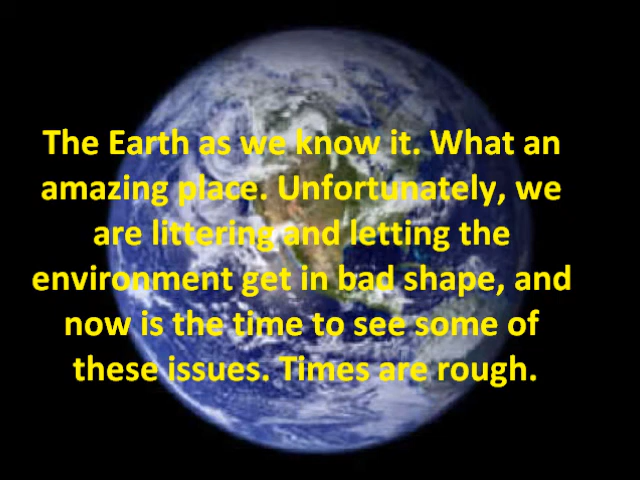 The Earth as we know it. What an
amazing place. Unfortunately, we
are littering and letting the
environment get in bad shape, and
now is the time to see some of
these issues. Times are rough.